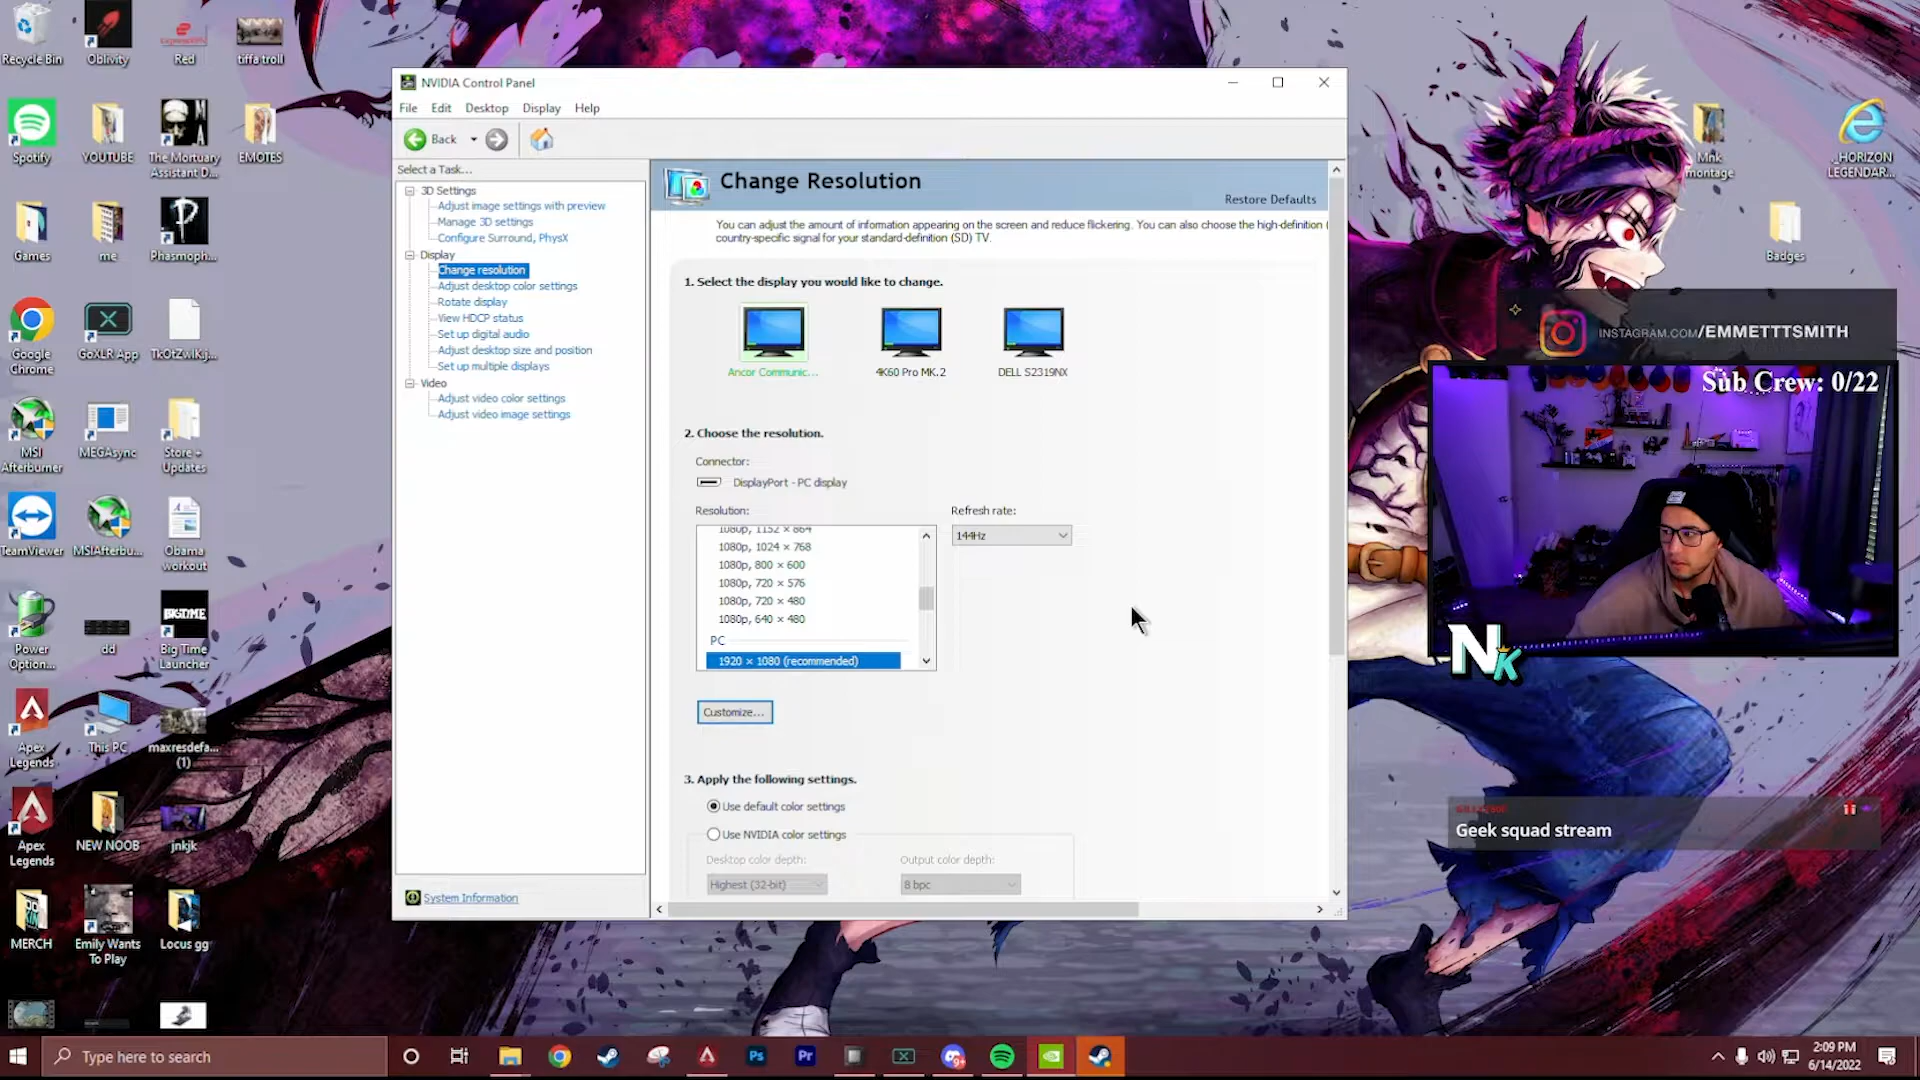 Recycle Bin
Oblivity
Red
tiffa troll
Spotify
YOUTUBE
The Mortuary
Assistant D...
EMOTES
Games
me
Phasmoph...
Google
Chrome
GoXLR App
TkOtZwlKj...
MSI
Afterburner
MEGAsync
Store +
Updates
TeamViewer
MSIAfterbu...
Obama
workout
Power
Option...
dd
BIGTIME
Big Time
Launcher
Apex
Legends
This PC
maxresdefa...
(1)
Apex
Legends
NEW NOOB
jnkjk
MERCH
Emily Wants
To Play
Locus gg
NVIDIA Control Panel
File Edit Desktop Display Help
Back
Select a Task...
3D Settings
Adjust image settings with preview
Manage 3D settings
Configure Surround, PhysX
Display
Change resolution
Adjust desktop color settings
Rotate display
View HDCP status
Set up digital audio
Adjust desktop size and position
Set up multiple displays
Video
Adjust video color settings
Adjust video image settings
System Information
Change Resolution
Restore Defaults
You can adjust the amount of information appearing on the screen and reduce flickering. You can also choose the high-definition (
country-specific signal for your standard-definition (SD) TV.
1. Select the display you would like to change.
Ancor Communic...
4K60 Pro MK.2
DELL S2319NX
2. Choose the resolution.
Connector:
DisplayPort - PC display
Resolution:
Refresh rate:
144Hz
1080p, 1152 × 864
1080p, 1024 × 768
1080p, 800 × 600
1080p, 720 × 576
1080p, 720 × 480
1080p, 640 × 480
PC
1920 × 1080 (recommended)
Customize...
3. Apply the following settings.
Use default color settings
Use NVIDIA color settings
Desktop color depth:
Output color depth:
Highest (32-bit)
8 bpc
Mnk
montage
_HORIZON
LEGENDAR...
Badges
INSTAGRAM.COM/EMMETTTSMITH
Sub Crew: 0/22
NK
Geek squad stream
Type here to search
Ps
Pr
9+
2:09 PM
6/14/2022